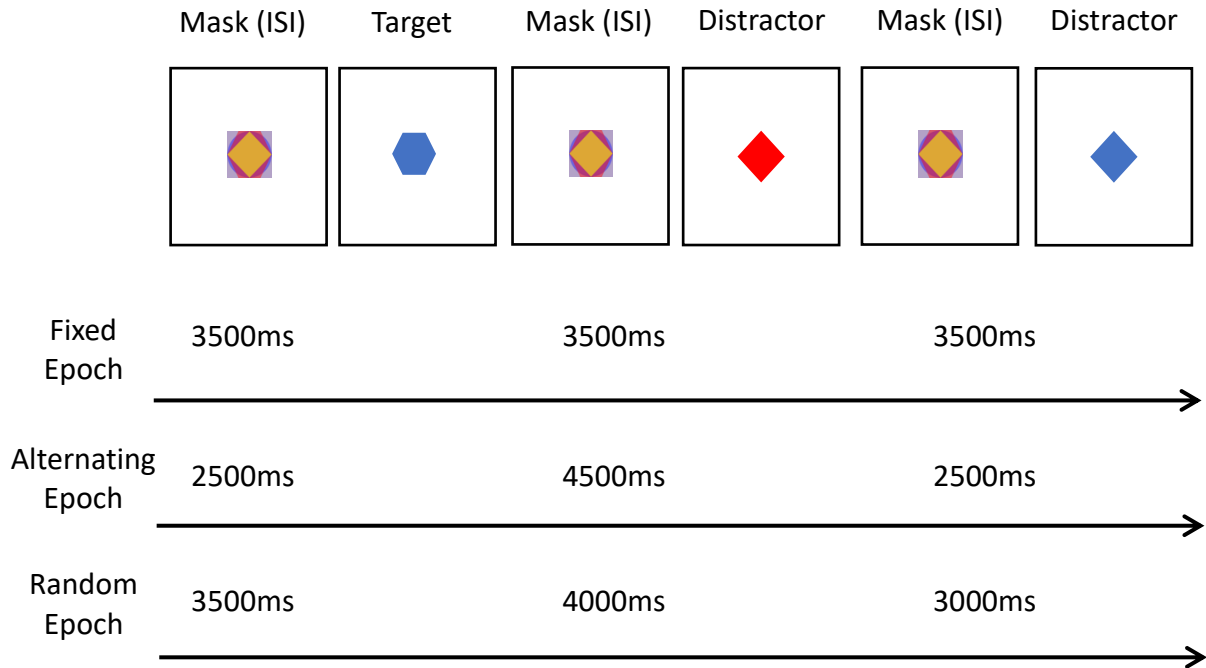 Mask (ISI) Target Mask (ISI) Distractor Mask (ISI) Distractor
Fixed
Epoch
3500ms 3500ms 3500ms
Alternating
Epoch
2500ms 4500ms 2500ms
Random
Epoch
3500ms 4000ms 3000ms